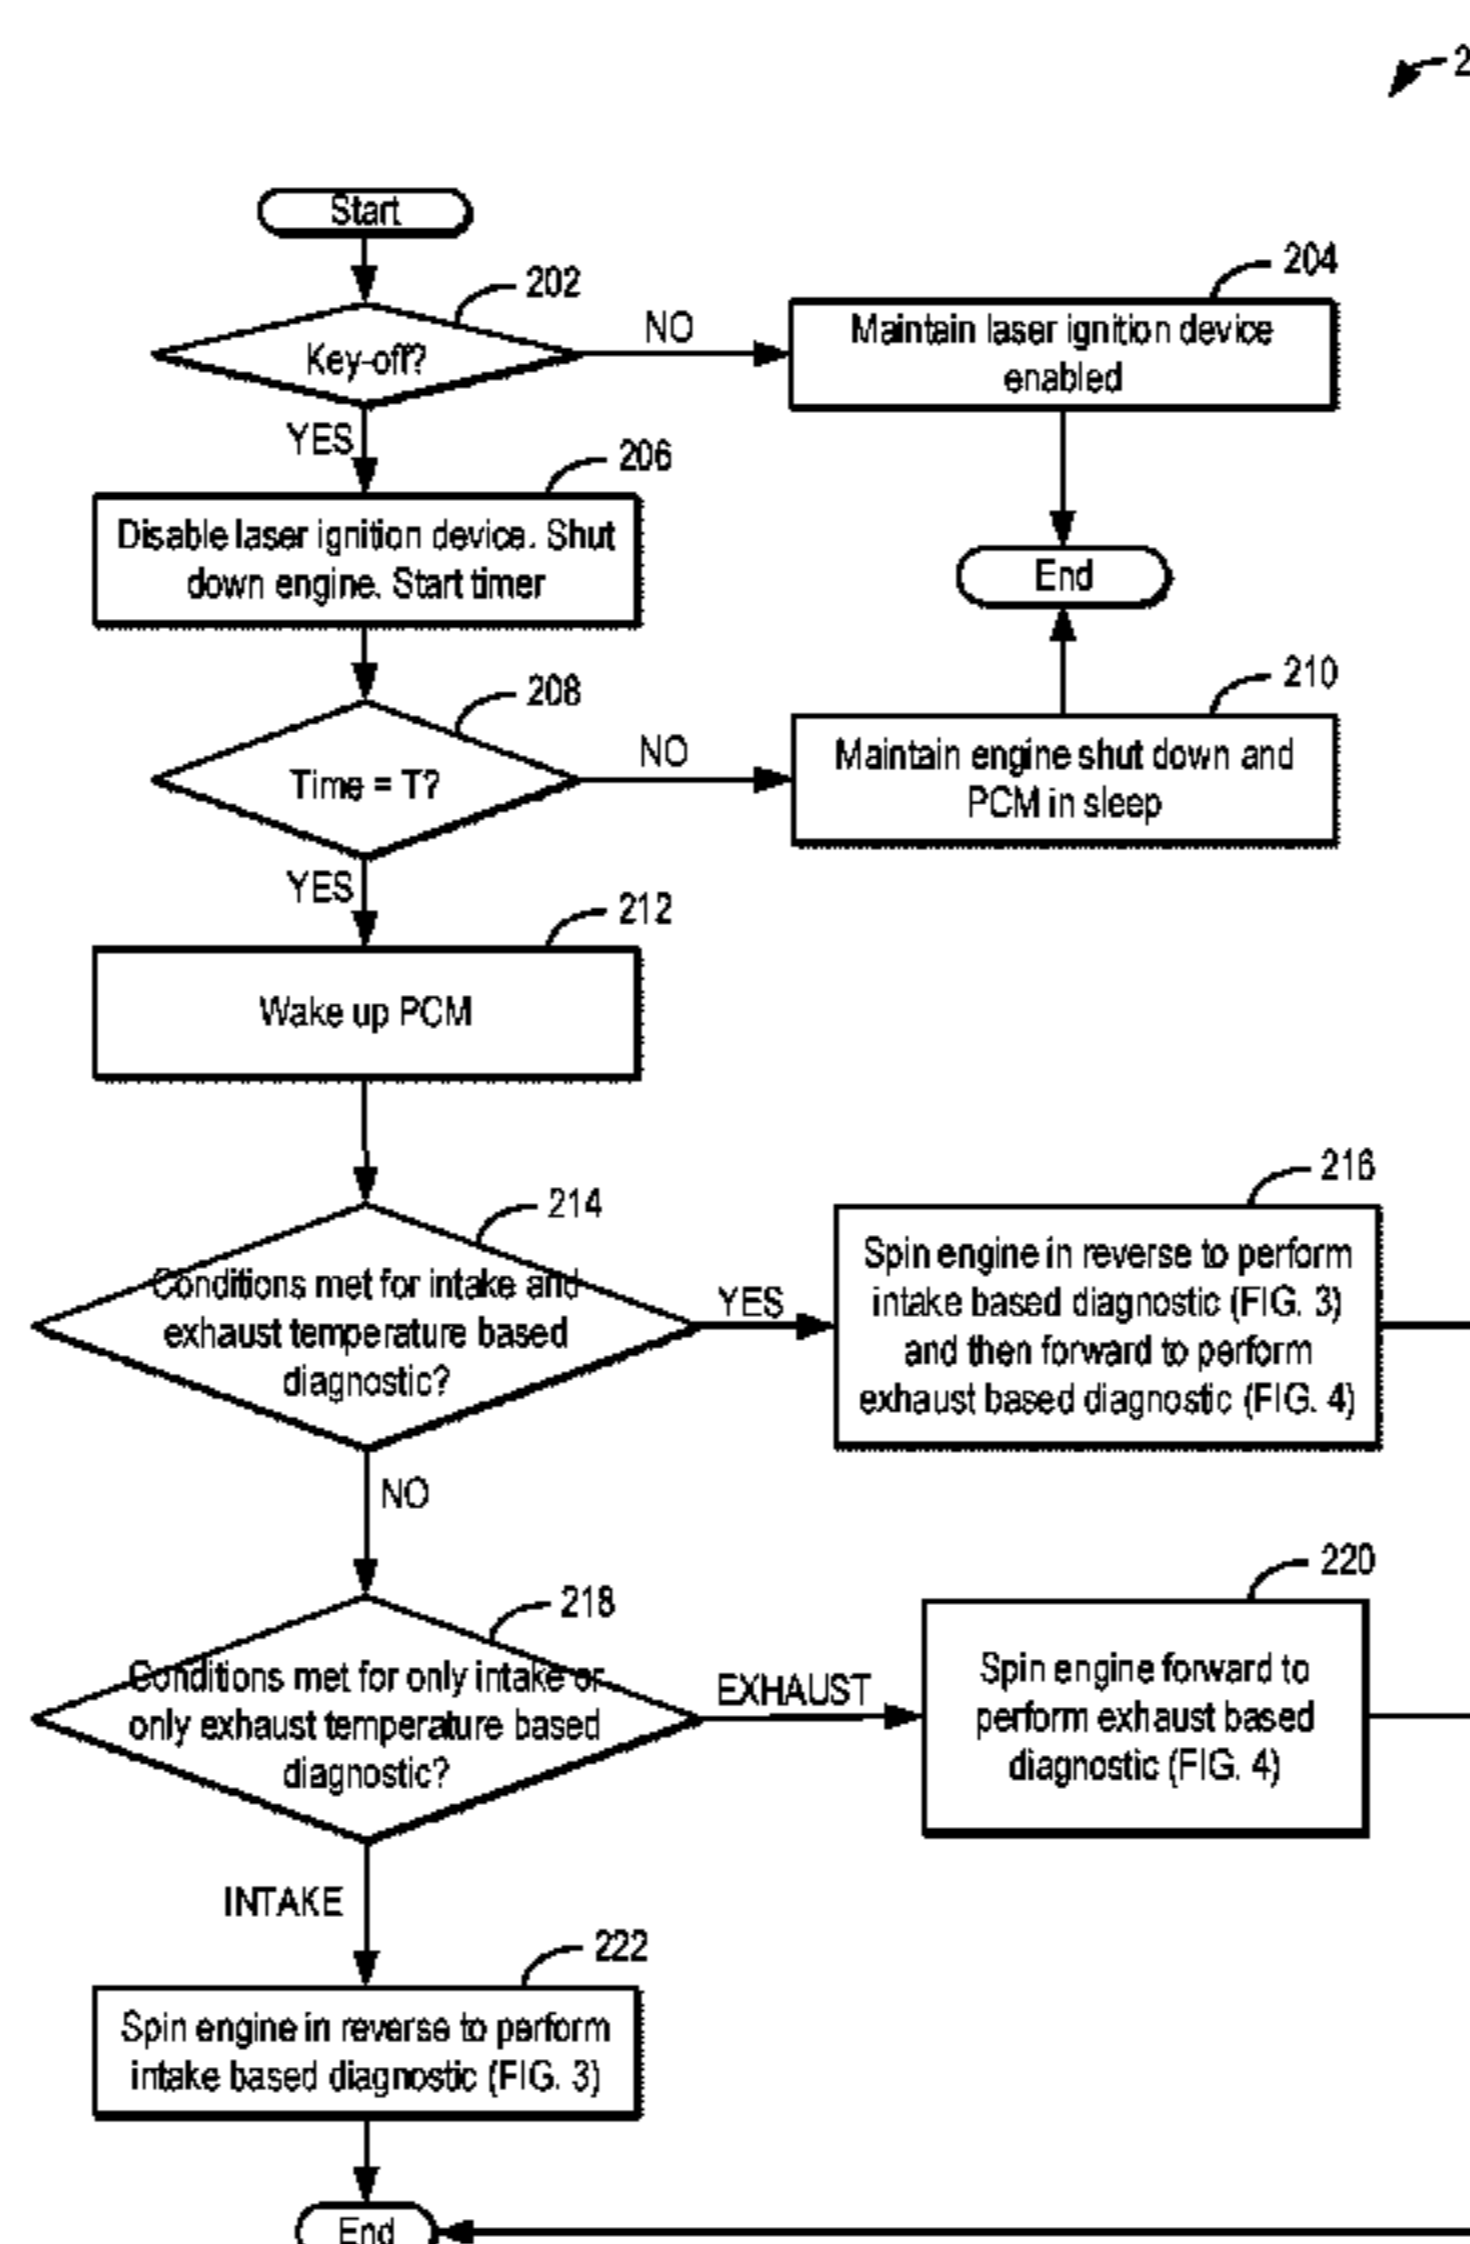 Start
202
Key-off?
NO
204
Maintain laser ignition device
enabled
YES
206
Disable laser ignition device. Shut
down engine. Start timer
End
208
Time = T?
NO
210
Maintain engine shut down and
PCM in sleep
YES
212
Wake up PCM
214
Conditions met for intake and
exhaust temperature based
diagnostic?
YES
216
Spin engine in reverse to perform
intake based diagnostic (FIG. 3)
and then forward to perform
exhaust based diagnostic (FIG. 4)
NO
218
Conditions met for only intake or
only exhaust temperature based
diagnostic?
EXHAUST
220
Spin engine forward to
perform exhaust based
diagnostic (FIG. 4)
INTAKE
222
Spin engine in reverse to perform
intake based diagnostic (FIG. 3)
End